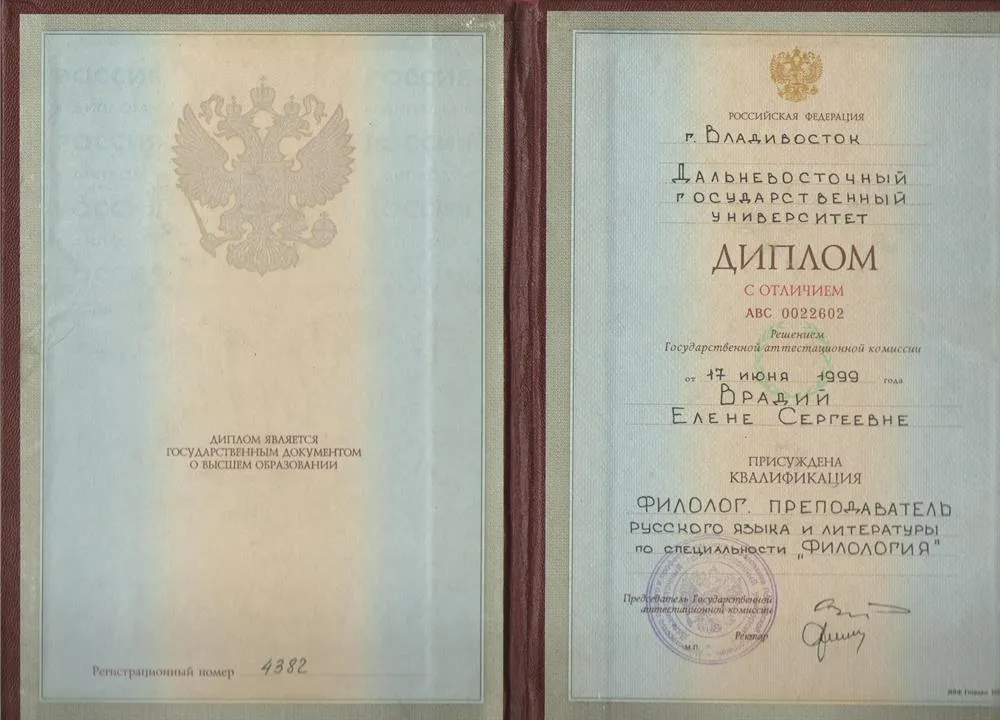 ДИПЛОМ ЯВЛЯЕТСЯ
ГОСУДАРСТВЕННЫМ ДОКУМЕНТОМ
О ВЫСШЕМ ОБРАЗОВАНИИ
Регистрационный номер 4382
РОССИЙСКАЯ ФЕДЕРАЦИЯ
г. Владивосток
Дальневосточный
государственный
университет
ДИПЛОМ
С ОТЛИЧИЕМ
АВС 0022602
Решением
Государственной аттестационной комиссии
от 17 июня 1999 года
Врадий
Елене Сергеевне
ПРИСУЖДЕНА
КВАЛИФИКАЦИЯ
Филолог. Преподаватель
русского языка и литературы
по специальности „Филология"
Председатель Государственной
аттестационной комиссии
Ректор
М.П.